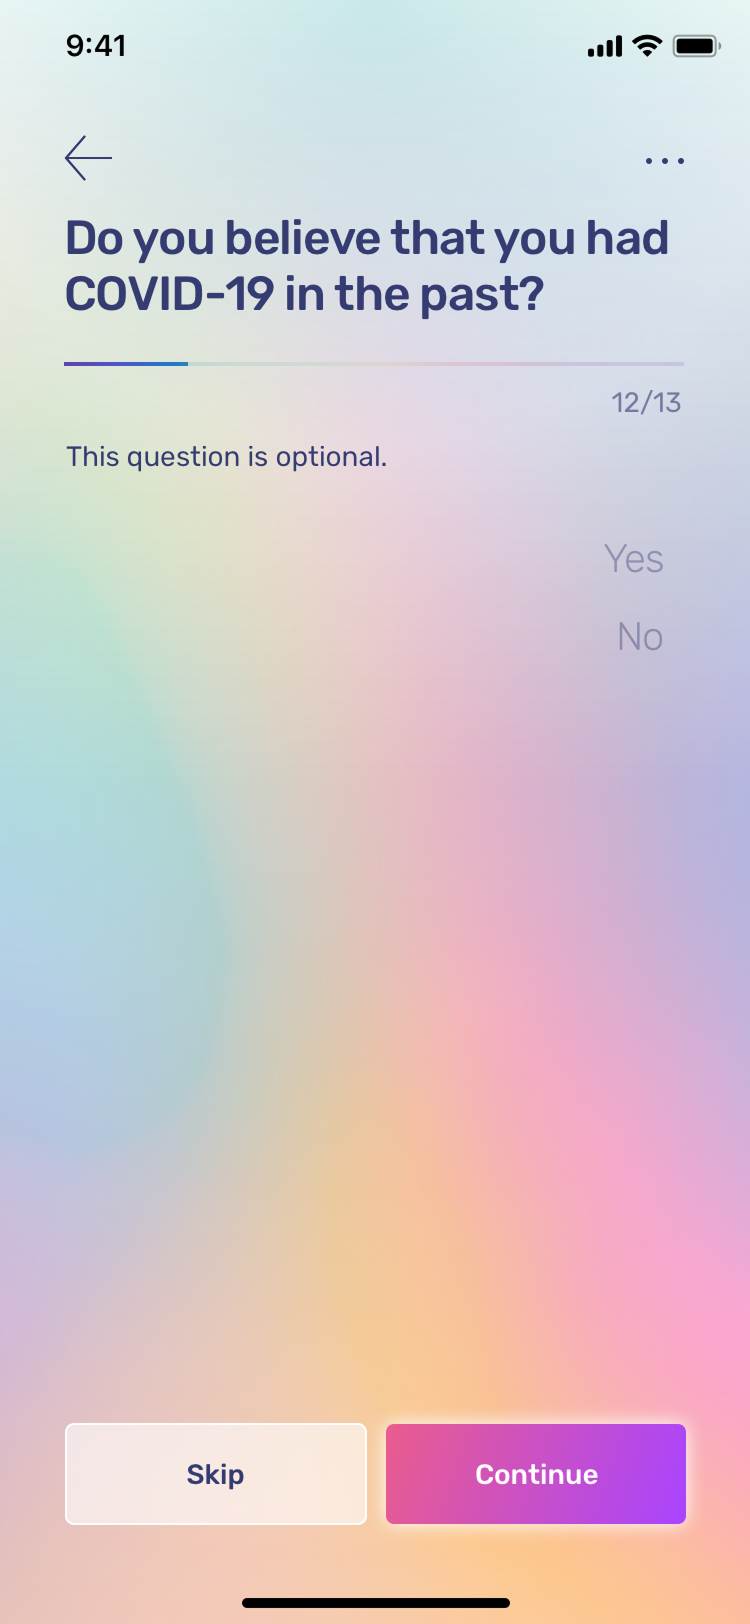 9:41
Do you believe that you had
COVID-19 in the past?
12/13
This question is optional.
Yes
No
Skip
Continue